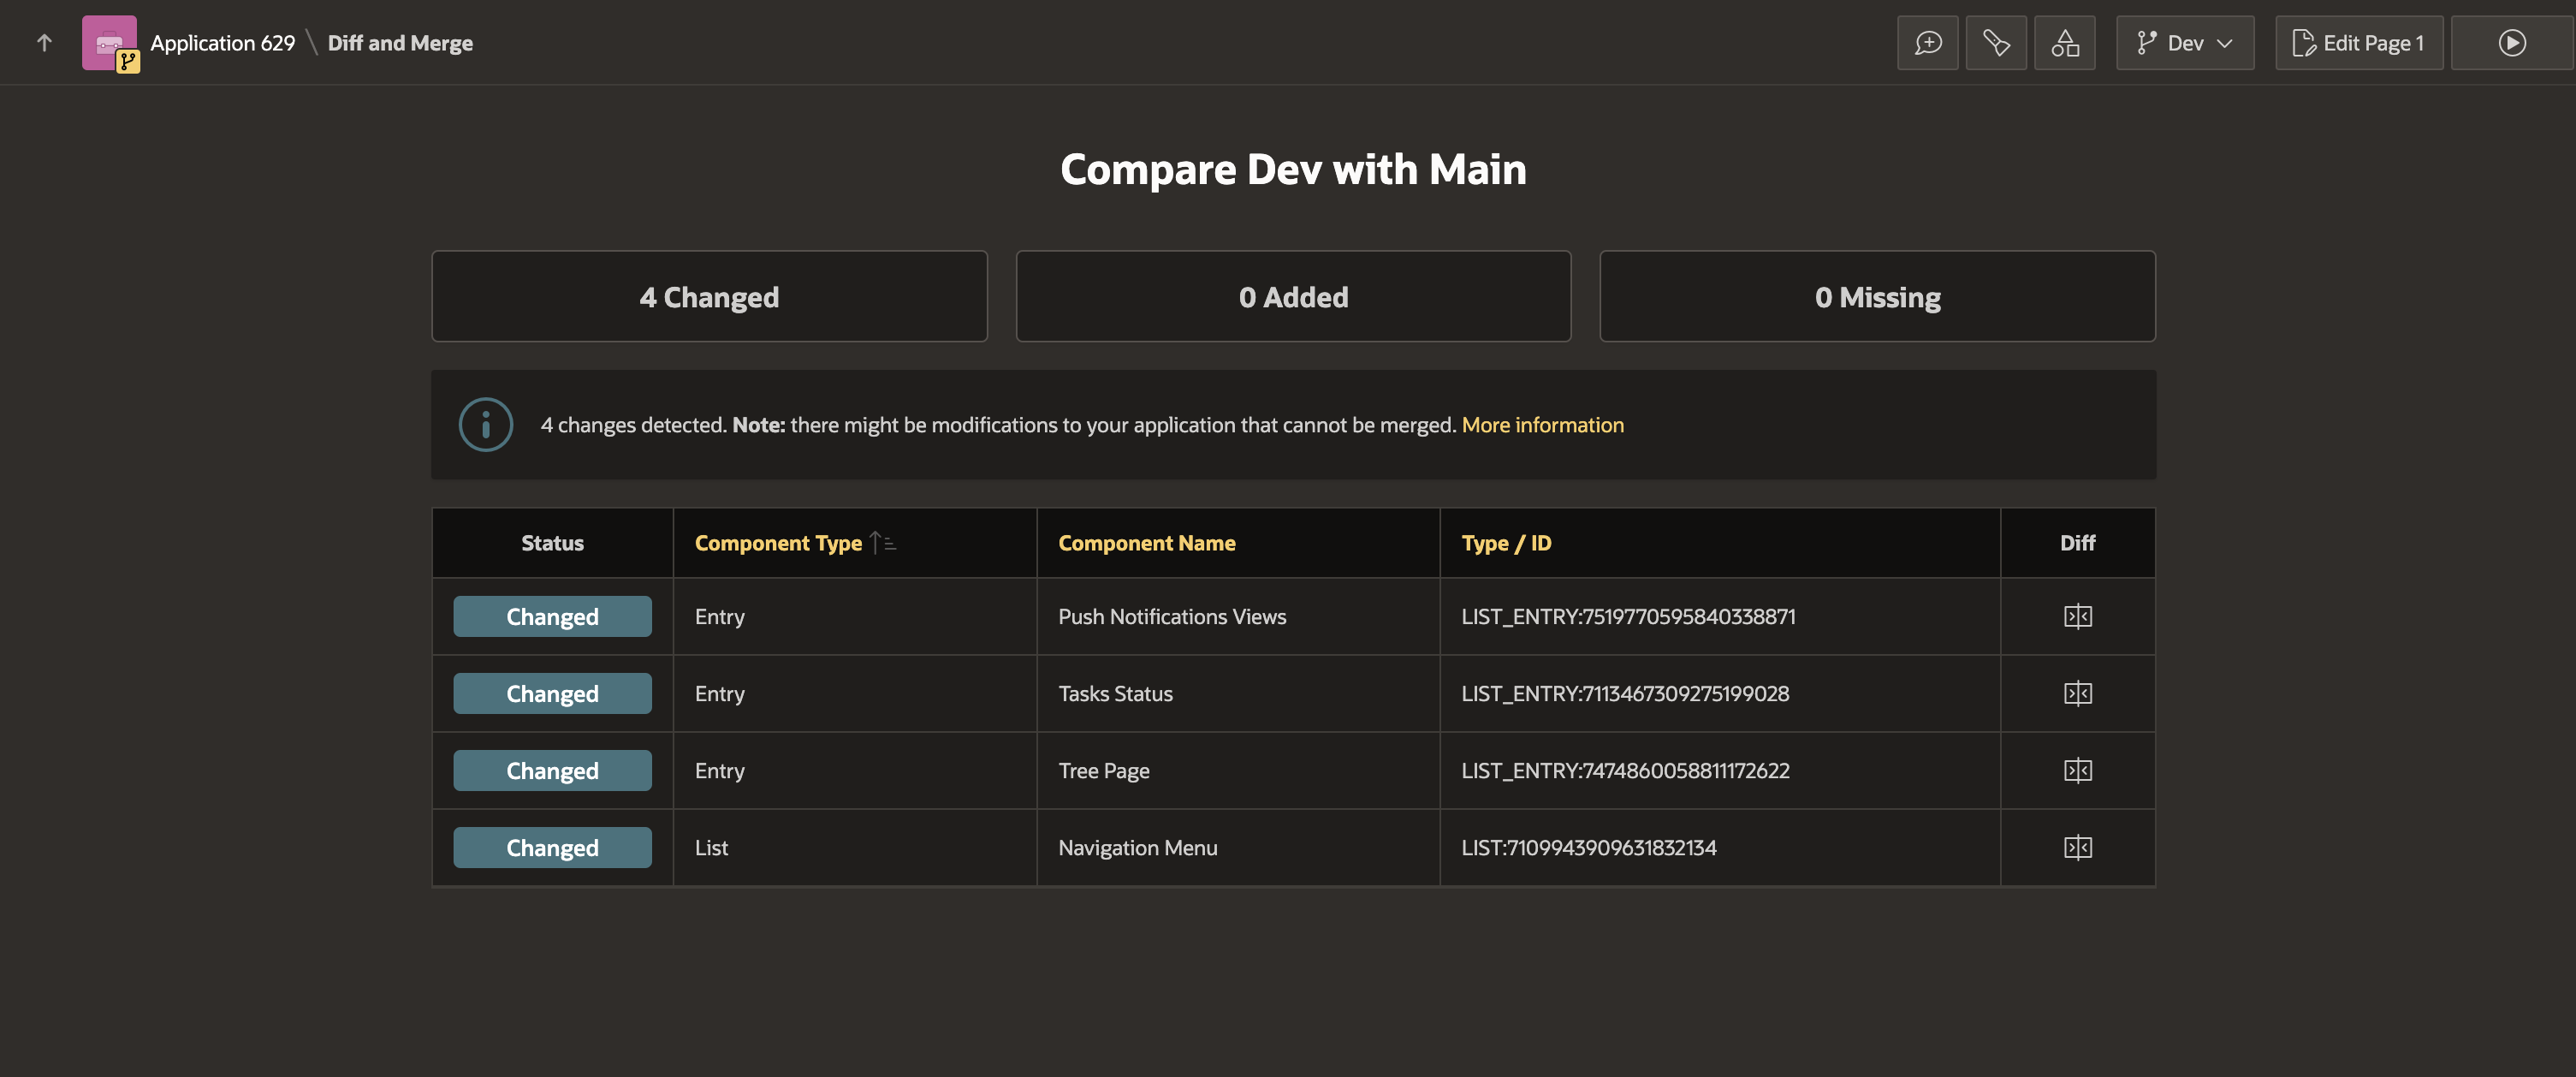 Application 629 \ Diff and Merge
Dev
Edit Page 1
Compare Dev with Main
4 Changed
0 Added
0 Missing
4 changes detected. Note: there might be modifications to your application that cannot be merged. More information
Status Component Type Component Name Type / ID Diff
Changed Entry Push Notifications Views LIST_ENTRY:7519770595840338871
Changed Entry Tasks Status LIST_ENTRY:7113467309275199028
Changed Entry Tree Page LIST_ENTRY:7474860058811172622
Changed List Navigation Menu LIST:7109943909631832134